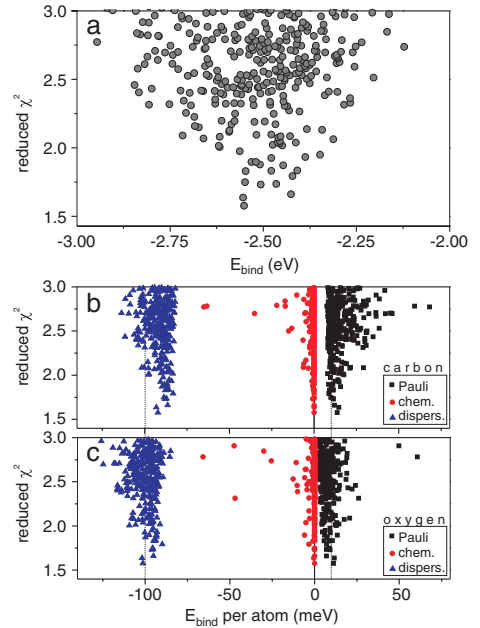 a
3.0
2.5
2.0
1.5
reduced χ²
-3.00 -2.75 -2.50 -2.25 -2.00
E_bind (eV)
b
3.0
2.5
2.0
1.5
reduced χ²
carbon
Pauli
chem.
dispers.
c
3.0
2.5
2.0
1.5
reduced χ²
oxygen
Pauli
chem.
dispers.
-100 -50 0 50
E_bind per atom (meV)